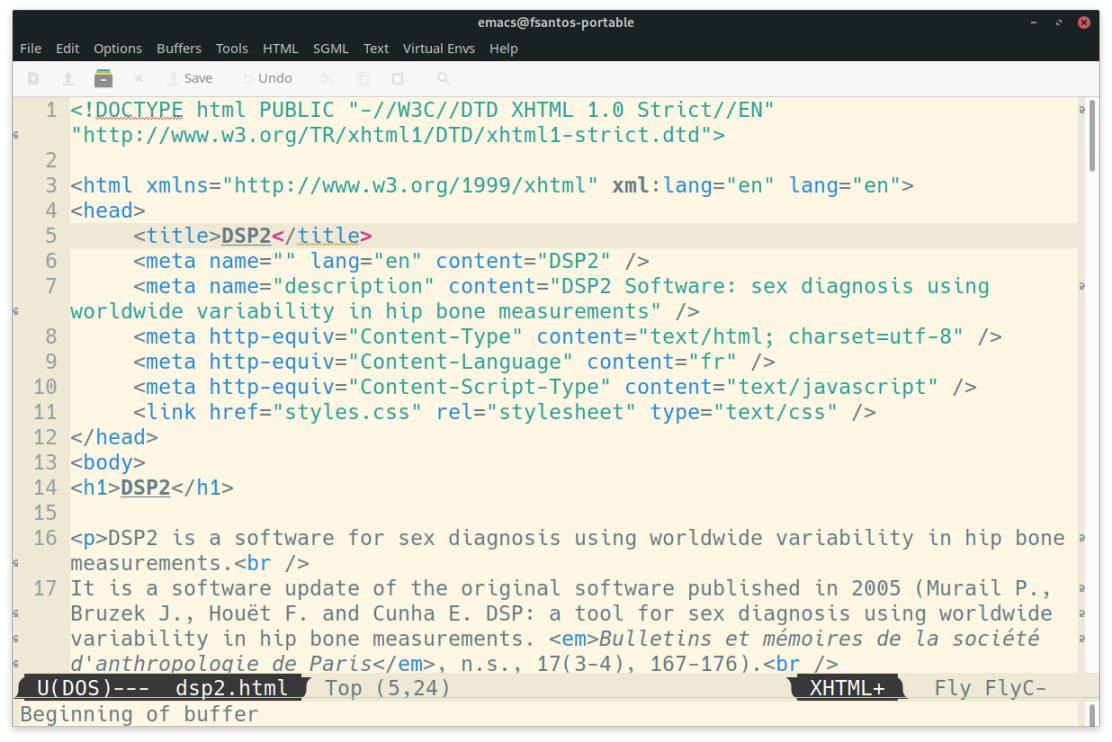 emacs@fsantos-portable
File Edit Options Buffers Tools HTML SGML Text Virtual Envs Help
Save Undo
1 <!DOCTYPE html PUBLIC "-//W3C//DTD XHTML 1.0 Strict//EN"
"http://www.w3.org/TR/xhtml1/DTD/xhtml1-strict.dtd">
2
3 <html xmlns="http://www.w3.org/1999/xhtml" xml:lang="en" lang="en">
4 <head>
5 <title>DSP2</title>
6 <meta name="" lang="en" content="DSP2" />
7 <meta name="description" content="DSP2 Software: sex diagnosis using
worldwide variability in hip bone measurements" />
8 <meta http-equiv="Content-Type" content="text/html; charset=utf-8" />
9 <meta http-equiv="Content-Language" content="fr" />
10 <meta http-equiv="Content-Script-Type" content="text/javascript" />
11 <link href="styles.css" rel="stylesheet" type="text/css" />
12 </head>
13 <body>
14 <h1>DSP2</h1>
15
16 <p>DSP2 is a software for sex diagnosis using worldwide variability in hip bone
measurements.<br />
17 It is a software update of the original software published in 2005 (Murail P.,
Bruzek J., Houët F. and Cunha E. DSP: a tool for sex diagnosis using worldwide
variability in hip bone measurements. <em>Bulletins et mémoires de la société
d'anthropologie de Paris</em>, n.s., 17(3-4), 167-176).<br />
U(DOS)--- dsp2.html Top (5,24) XHTML+ Fly FlyC-
Beginning of buffer